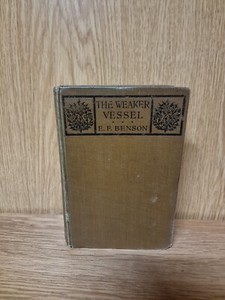 THE WEAKER
VESSEL
E. F. BENSON